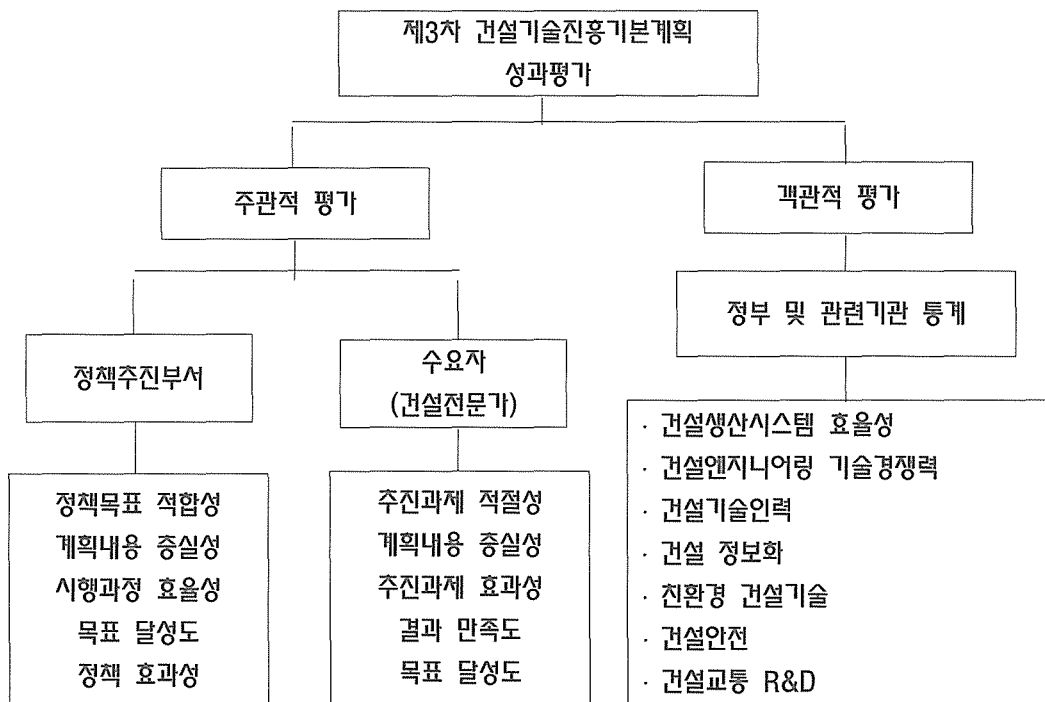 제3차 건설기술진흥기본계획
성과평가
주관적 평가
객관적 평가
정부 및 관련기관 통계
정책추진부서
수요자
(건설전문가)
정책목표 적합성
계획내용 충실성
시행과정 효율성
목표 달성도
정책 효과성
추진과제 적절성
계획내용 충실성
추진과제 효과성
결과 만족도
목표 달성도
· 건설생산시스템 효율성
· 건설엔지니어링 기술경쟁력
· 건설기술인력
· 건설 정보화
· 친환경 건설기술
· 건설안전
· 건설교통 R&D